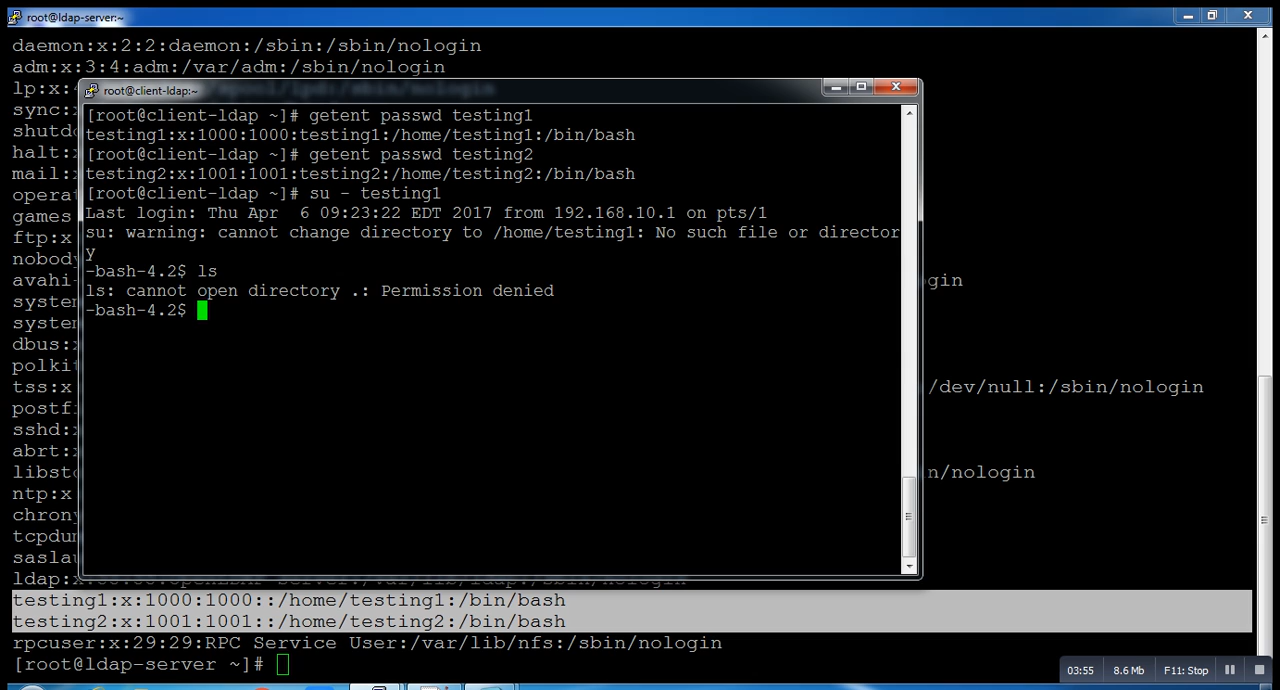 root@ldap-server:~
daemon:x:2:2:daemon:/sbin:/sbin/nologin
adm:x:3:4:adm:/var/adm:/sbin/nologin
lp:x:
sync:x
shutdo
halt:x
mail:x
opera
games
ftp:x
nobody
avahi-
gin
system
system
dbus:x
polkit
tss:x
/dev/null:/sbin/nologin
postfi
sshd:x
abrt:x
libsto
n/nologin
ntp:x
chrony
tcpdum
saslau
root@client-ldap:~
[root@client-ldap ~]# getent passwd testing1
testing1:x:1000:1000:testing1:/home/testing1:/bin/bash
[root@client-ldap ~]# getent passwd testing2
testing2:x:1001:1001:testing2:/home/testing2:/bin/bash
[root@client-ldap ~]# su - testing1
Last login: Thu Apr  6 09:23:22 EDT 2017 from 192.168.10.1 on pts/1
su: warning: cannot change directory to /home/testing1: No such file or director
y
-bash-4.2$ ls
ls: cannot open directory .: Permission denied
-bash-4.2$
testing1:x:1000:1000::/home/testing1:/bin/bash
testing2:x:1001:1001::/home/testing2:/bin/bash
rpcuser:x:29:29:RPC Service User:/var/lib/nfs:/sbin/nologin
[root@ldap-server ~]#
03:55 8.6 Mb F11: Stop